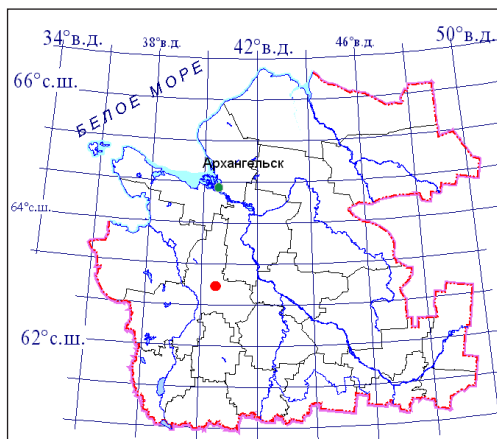 34°в.д.
38°в.д.
42°в.д.
46°в.д.
50°в.д.
66°с.ш.
БЕЛОЕ МОРЕ
Архангельск
64°с.ш.
62°с.ш.